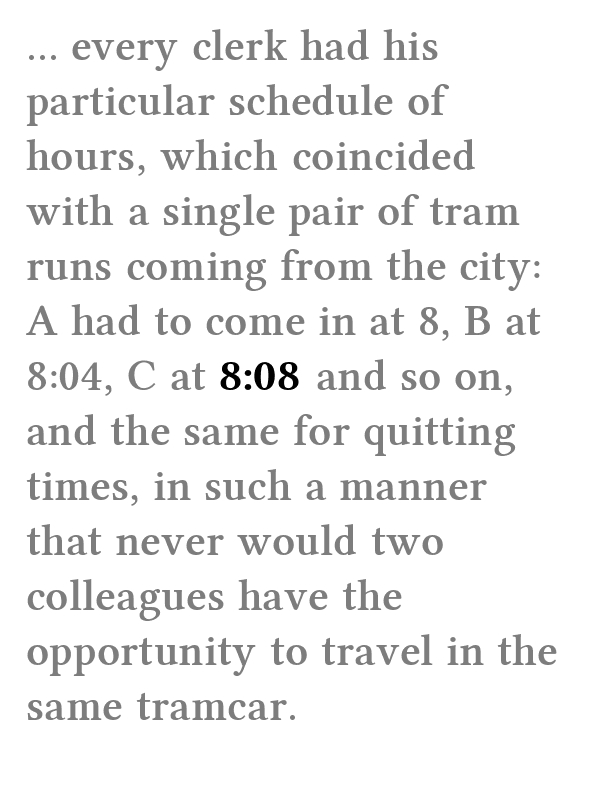 ... every clerk had his
particular schedule of
hours, which coincided
with a single pair of tram
runs coming from the city:
A had to come in at 8, B at
8:04, C at 8:08 and so on,
and the same for quitting
times, in such a manner
that never would two
colleagues have the
opportunity to travel in the
same tramcar.